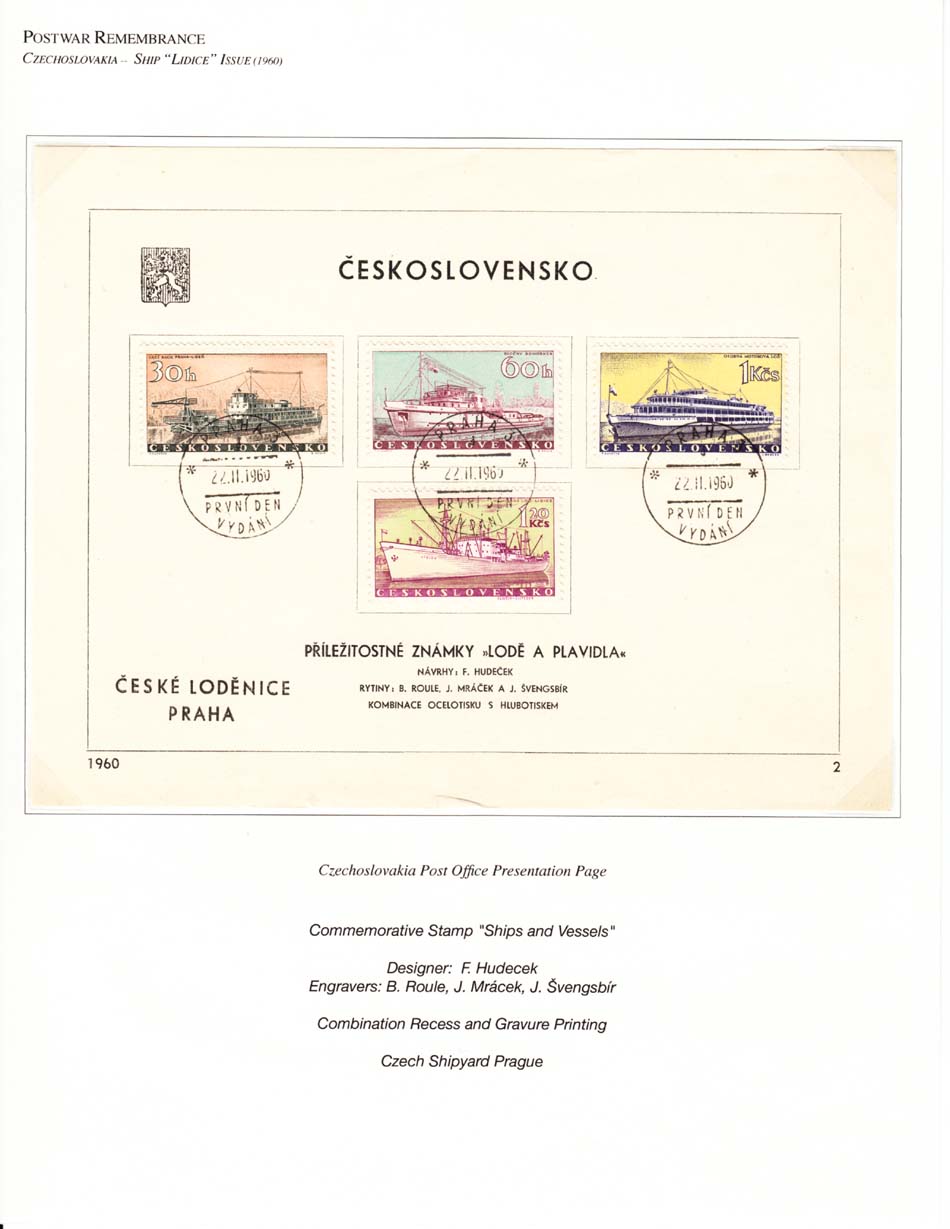 POSTWAR REMEMBRANCE
CZECHOSLOVAKIA -- SHIP "LIDICE" ISSUE (1960)
ČESKOSLOVENSKO
30h
ČESKOSLOVENSKO
60h
ČESKOSLOVENSKO
1Kčs
ČESKOSLOVENSKO
PRAHA
22.II.1960
PRVNÍ DEN
VYDÁNÍ
PRAHA
22.II.1960
PRVNÍ DEN
VYDÁNÍ
PRAHA
22.II.1960
PRVNÍ DEN
VYDÁNÍ
1 20
Kčs
ČESKOSLOVENSKO
PŘÍLEŽITOSTNÉ ZNÁMKY »LODĚ A PLAVIDLA«
NÁVRHY: F. HUDEČEK
RYTINY: B. ROULE, J. MRÁČEK A J. ŠVENGSBÍR
KOMBINACE OCELOTISKU S HLUBOTISKEM
ČESKÉ LODĚNICE
PRAHA
1960
2
Czechoslovakia Post Office Presentation Page
Commemorative Stamp "Ships and Vessels"
Designer: F. Hudecek
Engravers: B. Roule, J. Mrácek, J. Švengsbír
Combination Recess and Gravure Printing
Czech Shipyard Prague